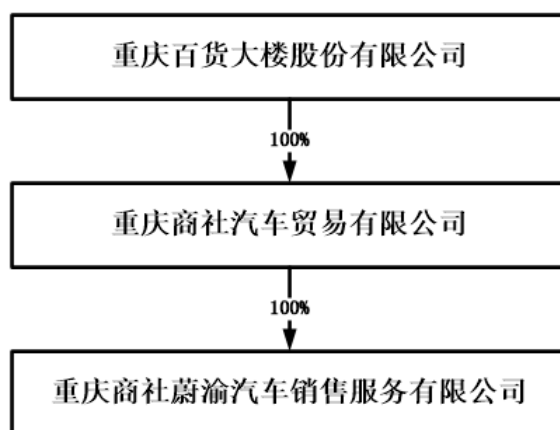 重庆百货大楼股份有限公司
100%
重庆商社汽车贸易有限公司
100%
重庆商社蔚渝汽车销售服务有限公司